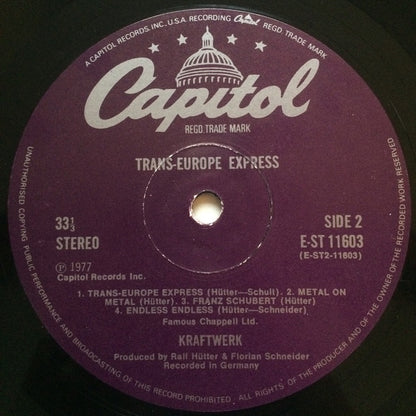 A CAPITOL RECORDS, INC. U.S.A. RECORDING REGD. TRADE MARK
Capitol
REGD. TRADE MARK
TRANS-EUROPE EXPRESS
33⅓
STEREO
SIDE 2
E-ST 11603
(E-ST2-11603)
℗ 1977
Capitol Records Inc.
1. TRANS-EUROPE EXPRESS (Hütter—Schult). 2. METAL ON
METAL (Hütter). 3. FRANZ SCHUBERT (Hütter)
4. ENDLESS ENDLESS (Hütter—Schneider)
Famous Chappell Ltd.
KRAFTWERK
Produced by Ralf Hütter & Florian Schneider
Recorded in Germany
UNAUTHORISED COPYING PUBLIC PERFORMANCE AND BROADCASTING OF THIS RECORD PROHIBITED. ALL RIGHTS OF THE PRODUCER AND OF THE OWNER OF THE RECORDED WORK RESERVED